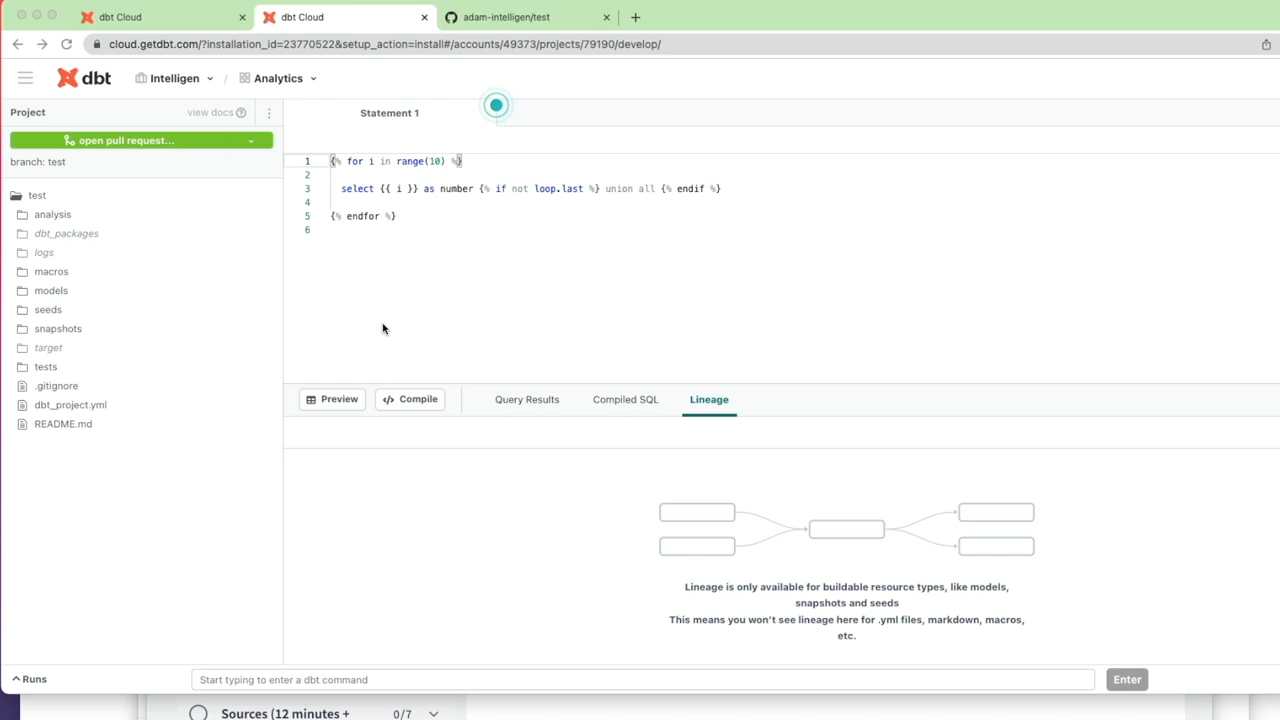 dbt Cloud
dbt Cloud
adam-intelligen/test
cloud.getdbt.com/?installation_id=23770522&setup_action=install#/accounts/49373/projects/79190/develop/
dbt
Intelligen / Analytics
Project
view docs
Statement 1
open pull request...
branch: test
test
analysis
dbt_packages
logs
macros
models
seeds
snapshots
target
tests
.gitignore
dbt_project.yml
README.md
1 {% for i in range(10) %}
2
3 select {{ i }} as number {% if not loop.last %} union all {% endif %}
4
5 {% endfor %}
6
Preview
</> Compile
Query Results
Compiled SQL
Lineage
Lineage is only available for buildable resource types, like models,
snapshots and seeds
This means you won't see lineage here for .yml files, markdown, macros,
etc.
Runs
Start typing to enter a dbt command
Enter
Sources (12 minutes +
0/7